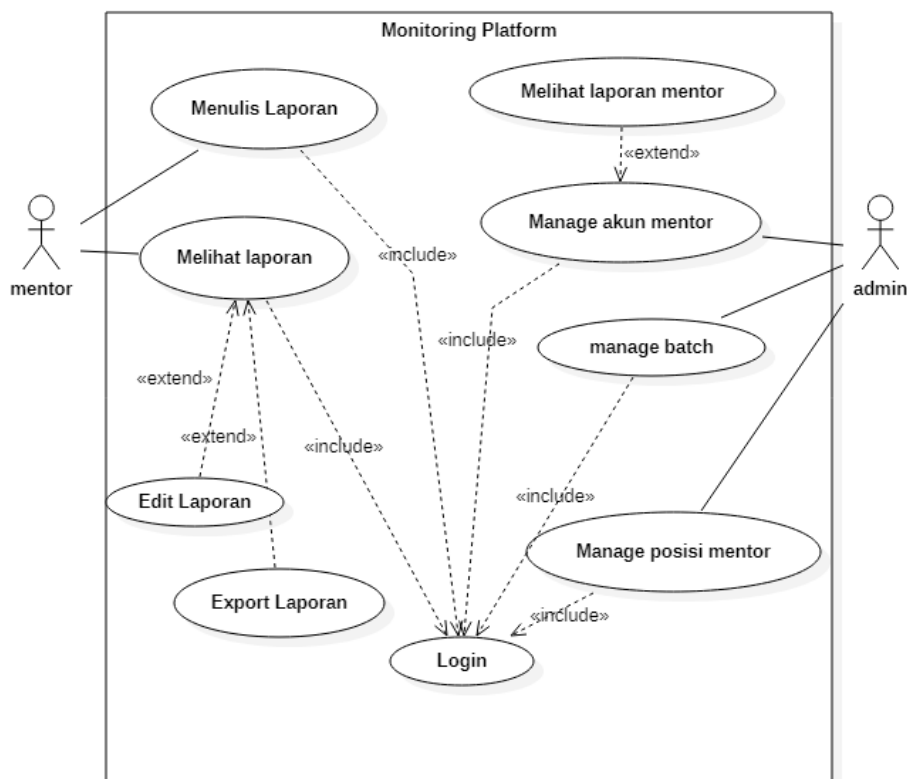 Monitoring Platform
Menulis Laporan
Melihat laporan mentor
«extend»
Manage akun mentor
mentor
Melihat laporan
«include»
admin
«include»
manage batch
«extend»
«extend»
«include»
Edit Laporan
«include»
Manage posisi mentor
Export Laporan
«include»
Login